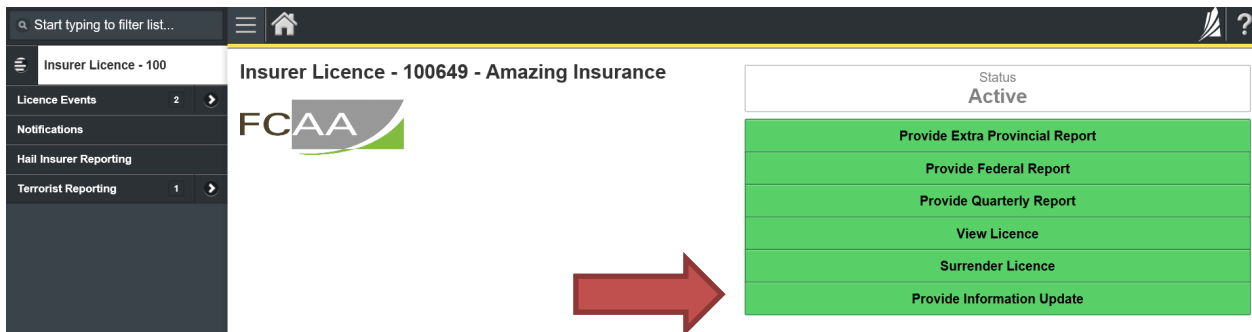 Start typing to filter list...
?
Insurer Licence - 100
Insurer Licence - 100649 - Amazing Insurance
Status
Active
Licence Events 2
Notifications
Hail Insurer Reporting
Terrorist Reporting 1
FCAA
Provide Extra Provincial Report
Provide Federal Report
Provide Quarterly Report
View Licence
Surrender Licence
Provide Information Update